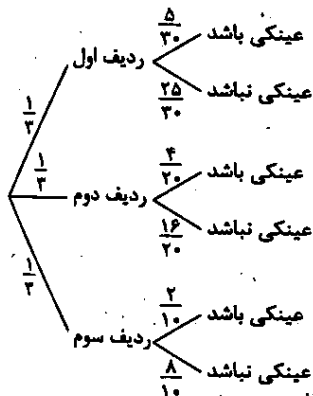 ۵/۳۰ عینکی باشد
ردیف اول
۲۵/۳۰ عینکی نباشد
۱/۳
۴/۲۰ عینکی باشد
۱/۳ ردیف دوم
۱۶/۲۰ عینکی نباشد
۱/۳
۲/۱۰ عینکی باشد
ردیف سوم
۸/۱۰ عینکی نباشد